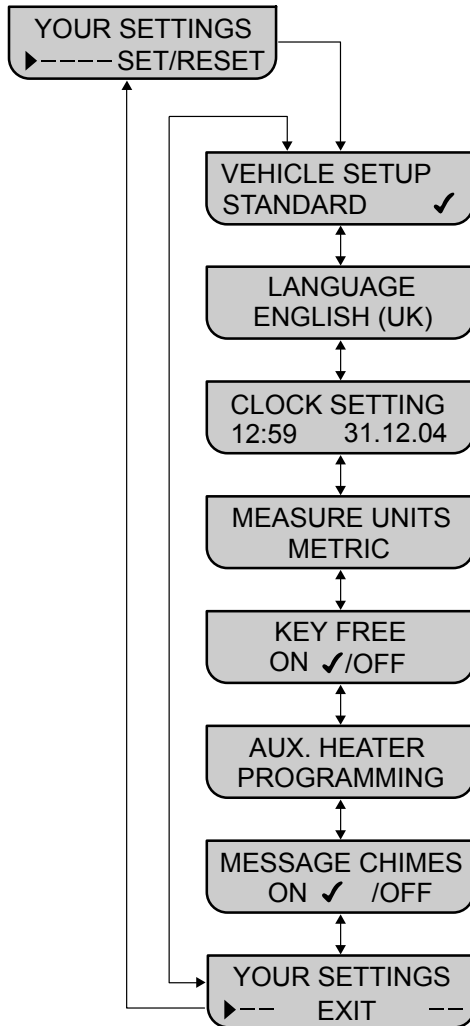 YOUR SETTINGS
▶---- SET/RESET
VEHICLE SETUP
STANDARD ✓
LANGUAGE
ENGLISH (UK)
CLOCK SETTING
12:59 31.12.04
MEASURE UNITS
METRIC
KEY FREE
ON ✓/OFF
AUX. HEATER
PROGRAMMING
MESSAGE CHIMES
ON ✓ /OFF
YOUR SETTINGS
▶-- EXIT --